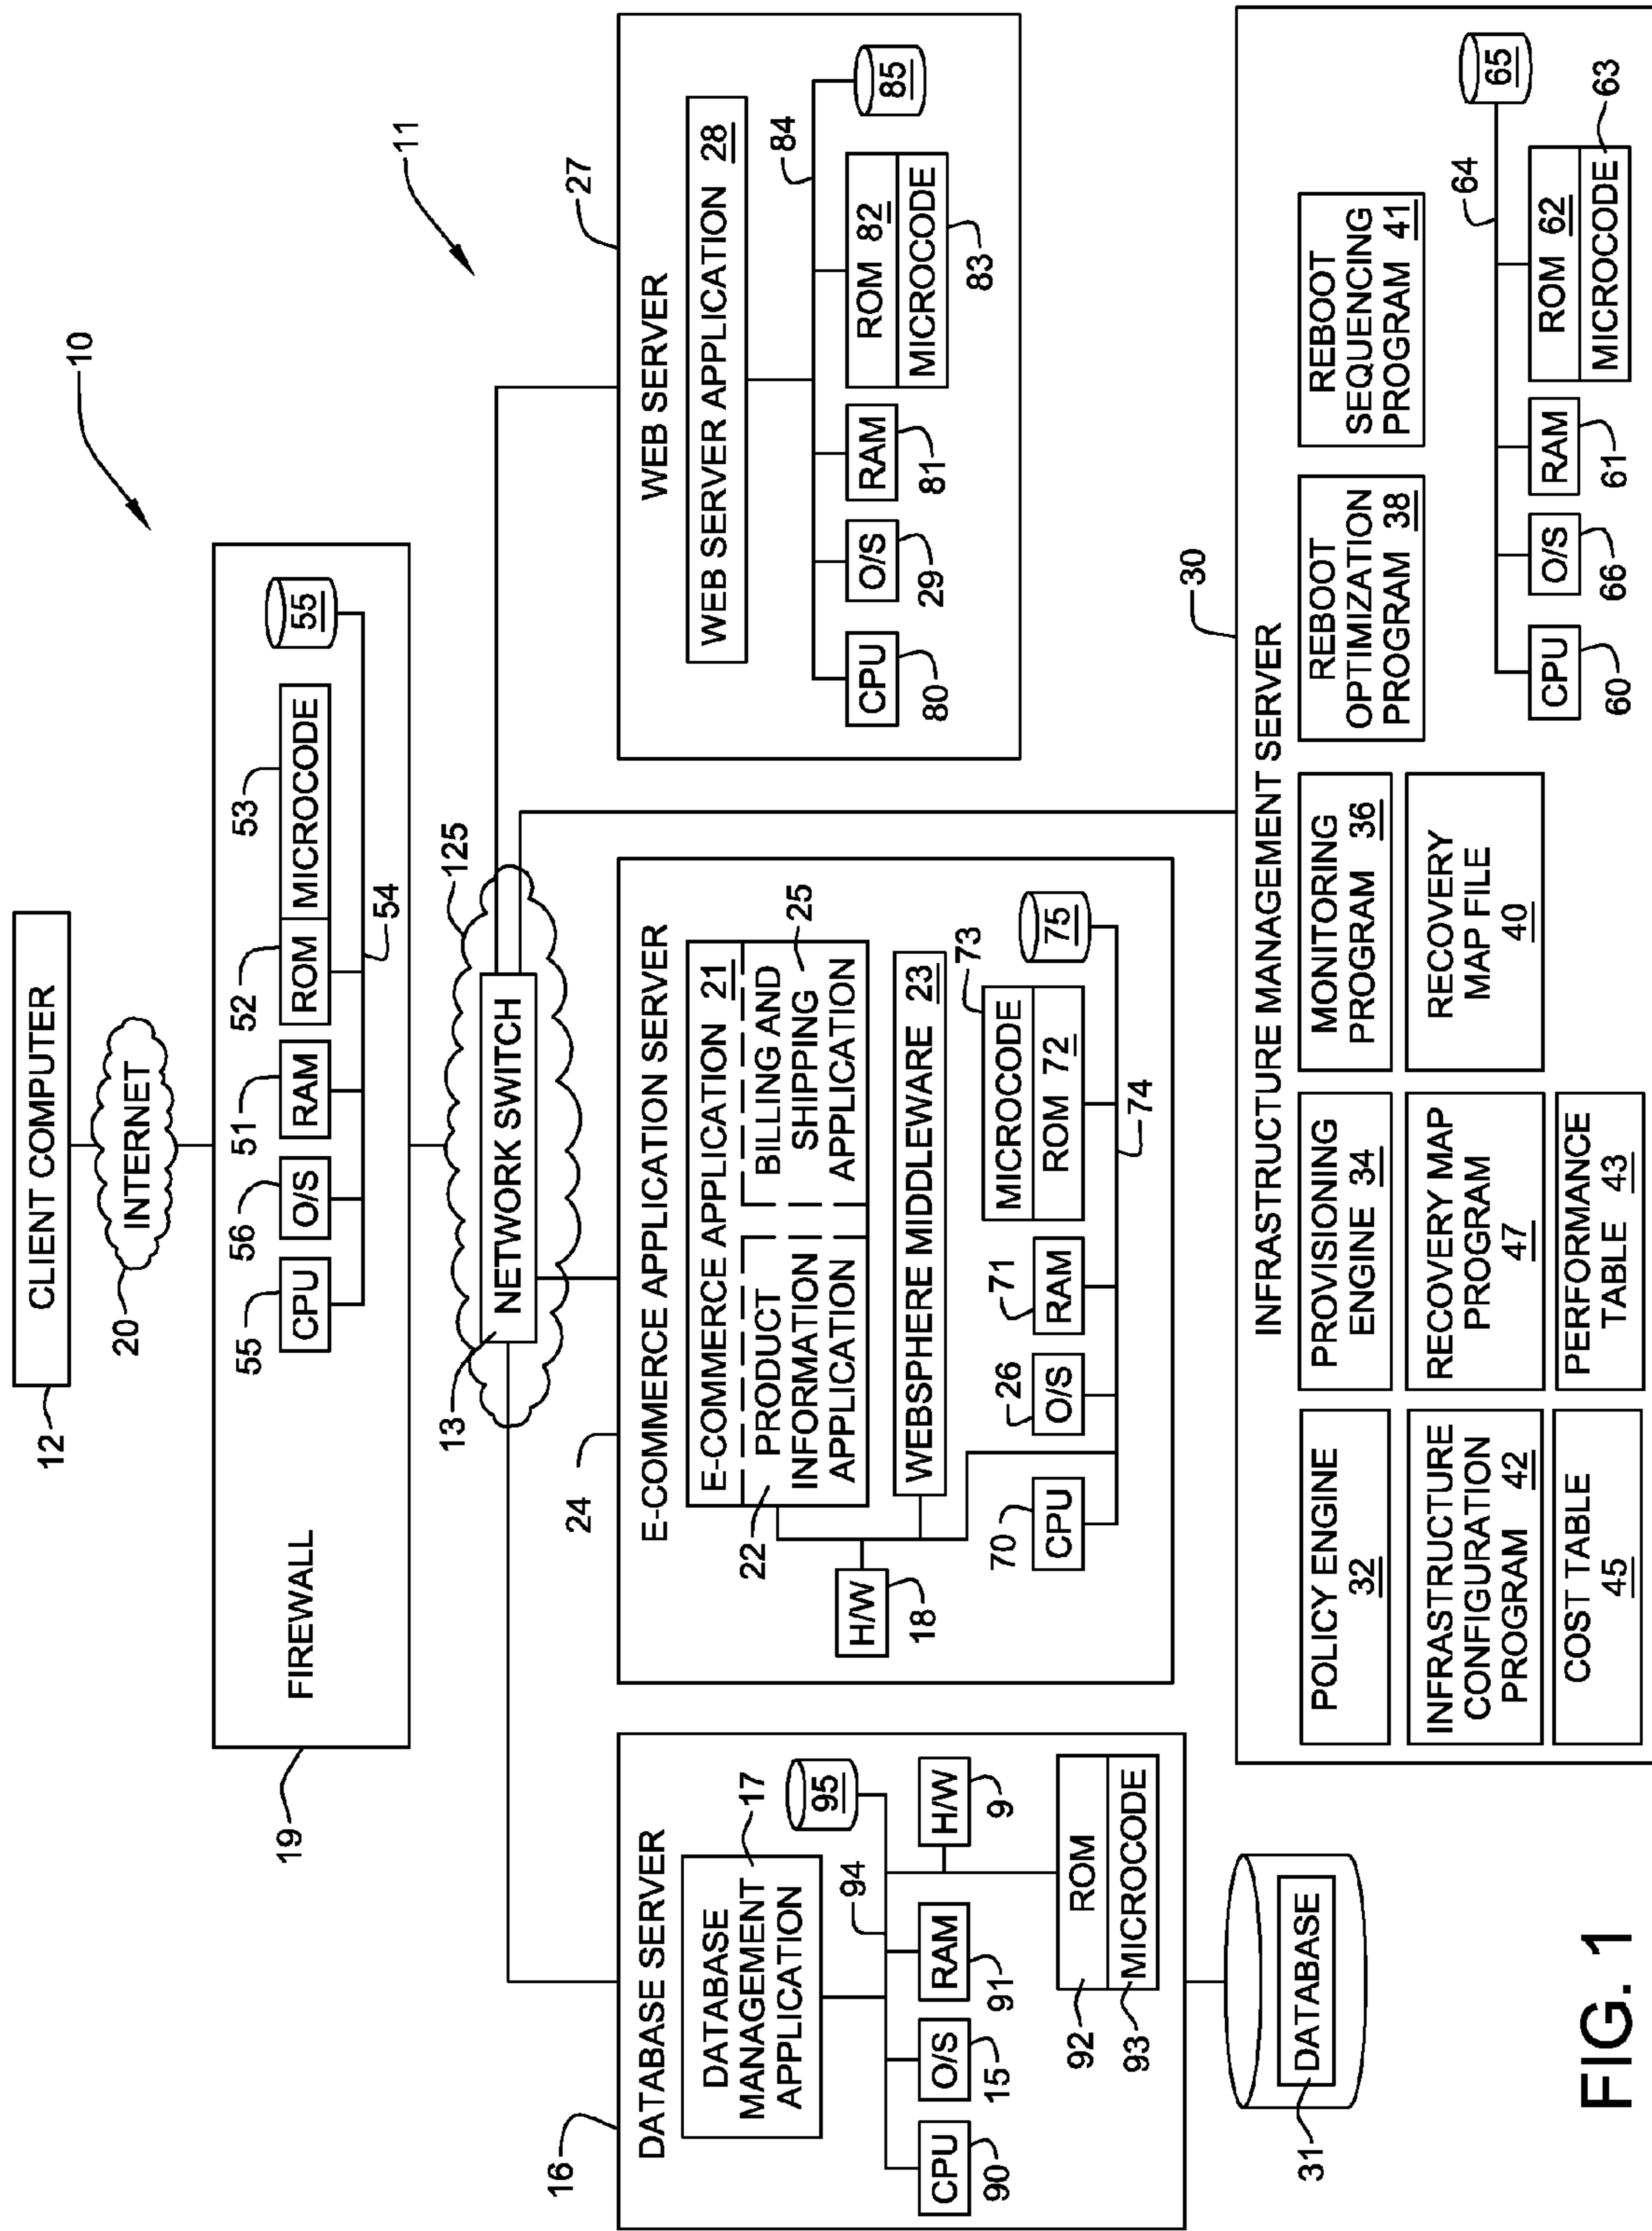 10
12
CLIENT COMPUTER
20
INTERNET
19
FIREWALL
55
CPU
56
O/S
51
RAM
52
ROM
53
MICROCODE
55
54
11
13
NETWORK SWITCH
125
16
DATABASE SERVER
DATABASE
MANAGEMENT
APPLICATION
17
95
94
CPU
90
O/S
15
RAM
91
H/W
9
92
ROM
93
MICROCODE
31
DATABASE
24
E-COMMERCE APPLICATION SERVER
E-COMMERCE APPLICATION 21
22
PRODUCT
INFORMATION
APPLICATION
BILLING AND
SHIPPING
APPLICATION
25
H/W
18
WEBSPHERE MIDDLEWARE 23
70
CPU
26
O/S
71
RAM
73
MICROCODE
ROM 72
75
74
27
WEB SERVER
WEB SERVER APPLICATION 28
84
85
CPU
80
O/S
29
RAM
81
ROM 82
MICROCODE
83
30
INFRASTRUCTURE MANAGEMENT SERVER
POLICY ENGINE
32
PROVISIONING
ENGINE 34
MONITORING
PROGRAM 36
REBOOT
OPTIMIZATION
PROGRAM 38
REBOOT
SEQUENCING
PROGRAM 41
INFRASTRUCTURE
CONFIGURATION
PROGRAM 42
RECOVERY MAP
PROGRAM
47
RECOVERY
MAP FILE
40
COST TABLE
45
PERFORMANCE
TABLE 43
64
65
CPU
60
O/S
66
RAM
61
ROM 62
MICROCODE
63
FIG. 1